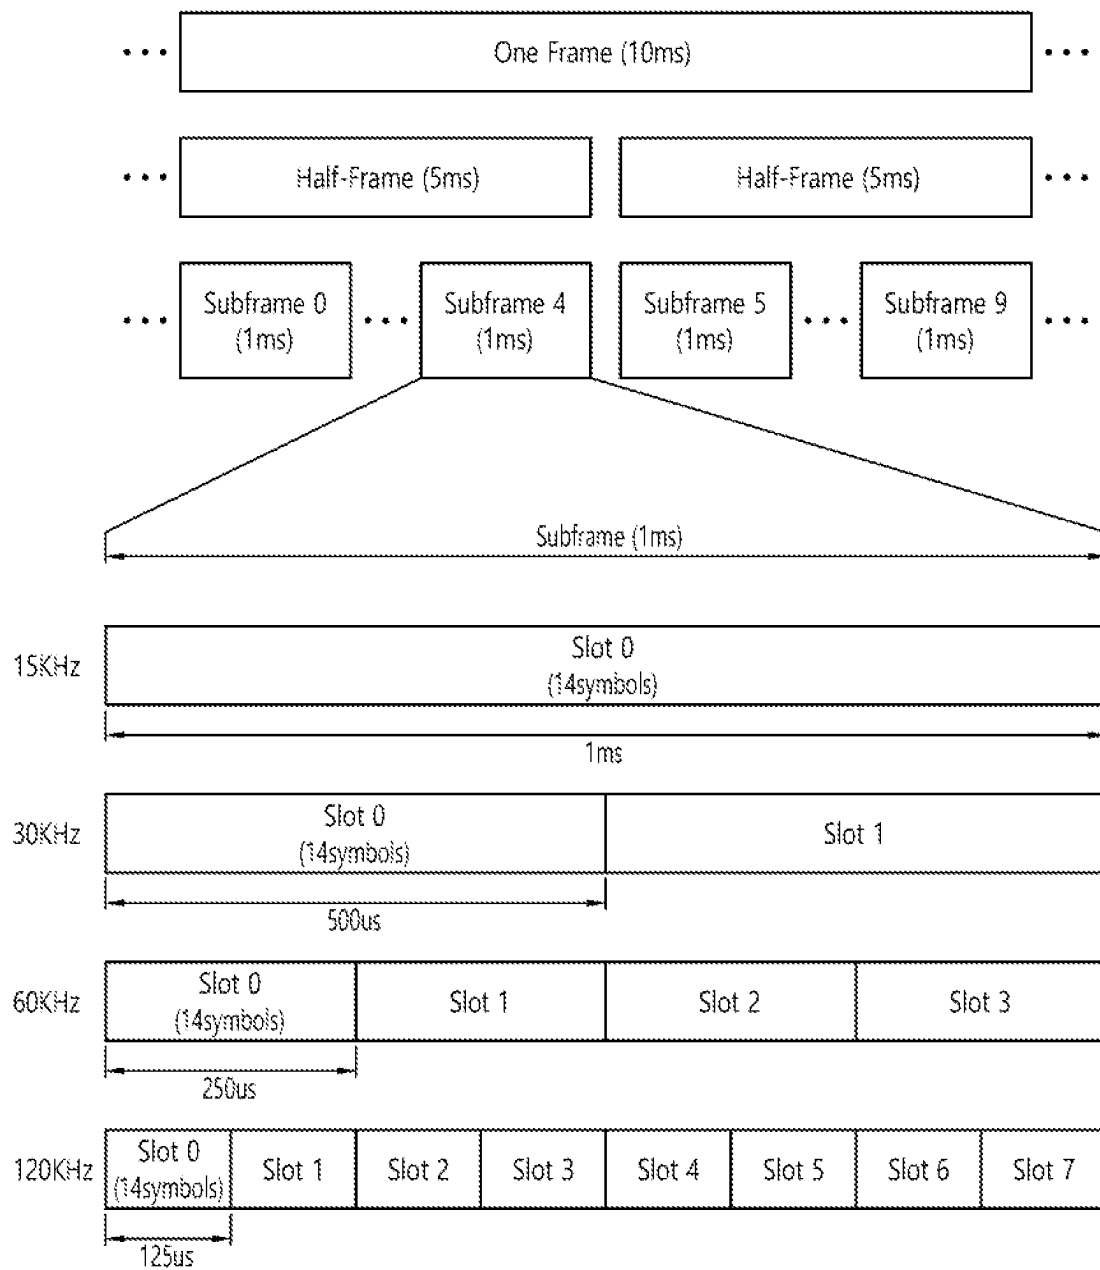 One Frame (10ms)
Half-Frame (5ms)
Half-Frame (5ms)
Subframe 0
(1ms)
Subframe 4
(1ms)
Subframe 5
(1ms)
Subframe 9
(1ms)
Subframe (1ms)
15KHz
Slot 0
(14symbols)
1ms
30KHz
Slot 0
(14symbols)
Slot 1
500us
60KHz
Slot 0
(14symbols)
Slot 1
Slot 2
Slot 3
250us
120KHz
Slot 0
(14symbols)
Slot 1
Slot 2
Slot 3
Slot 4
Slot 5
Slot 6
Slot 7
125us